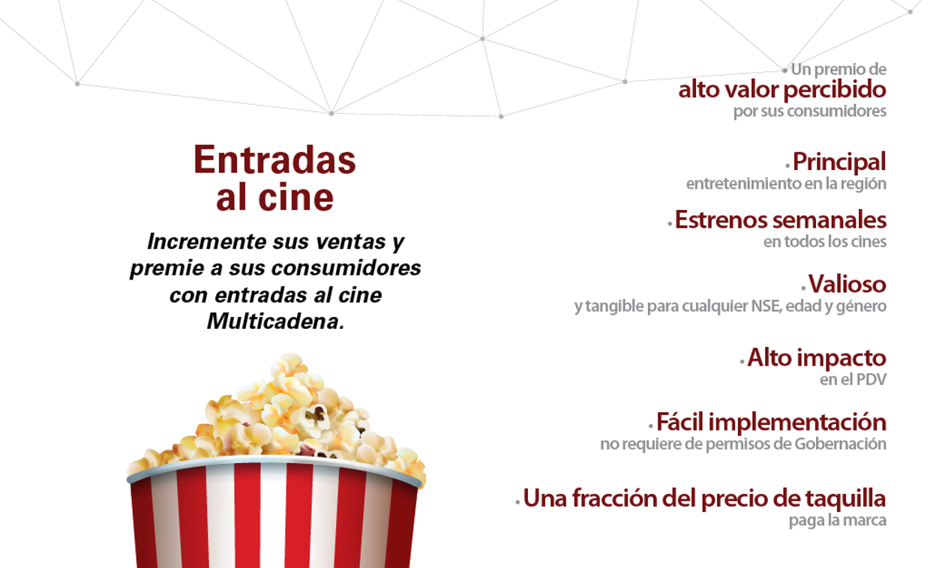 Entradas
al cine
Incremente sus ventas y
premie a sus consumidores
con entradas al cine
Multicadena.
Un premio de
alto valor percibido
por sus consumidores
• Principal
entretenimiento en la región
• Estrenos semanales
en todos los cines
• Valioso
y tangible para cualquier NSE, edad y género
• Alto impacto
en el PDV
• Fácil implementación
no requiere de permisos de Gobernación
• Una fracción del precio de taquilla
paga la marca